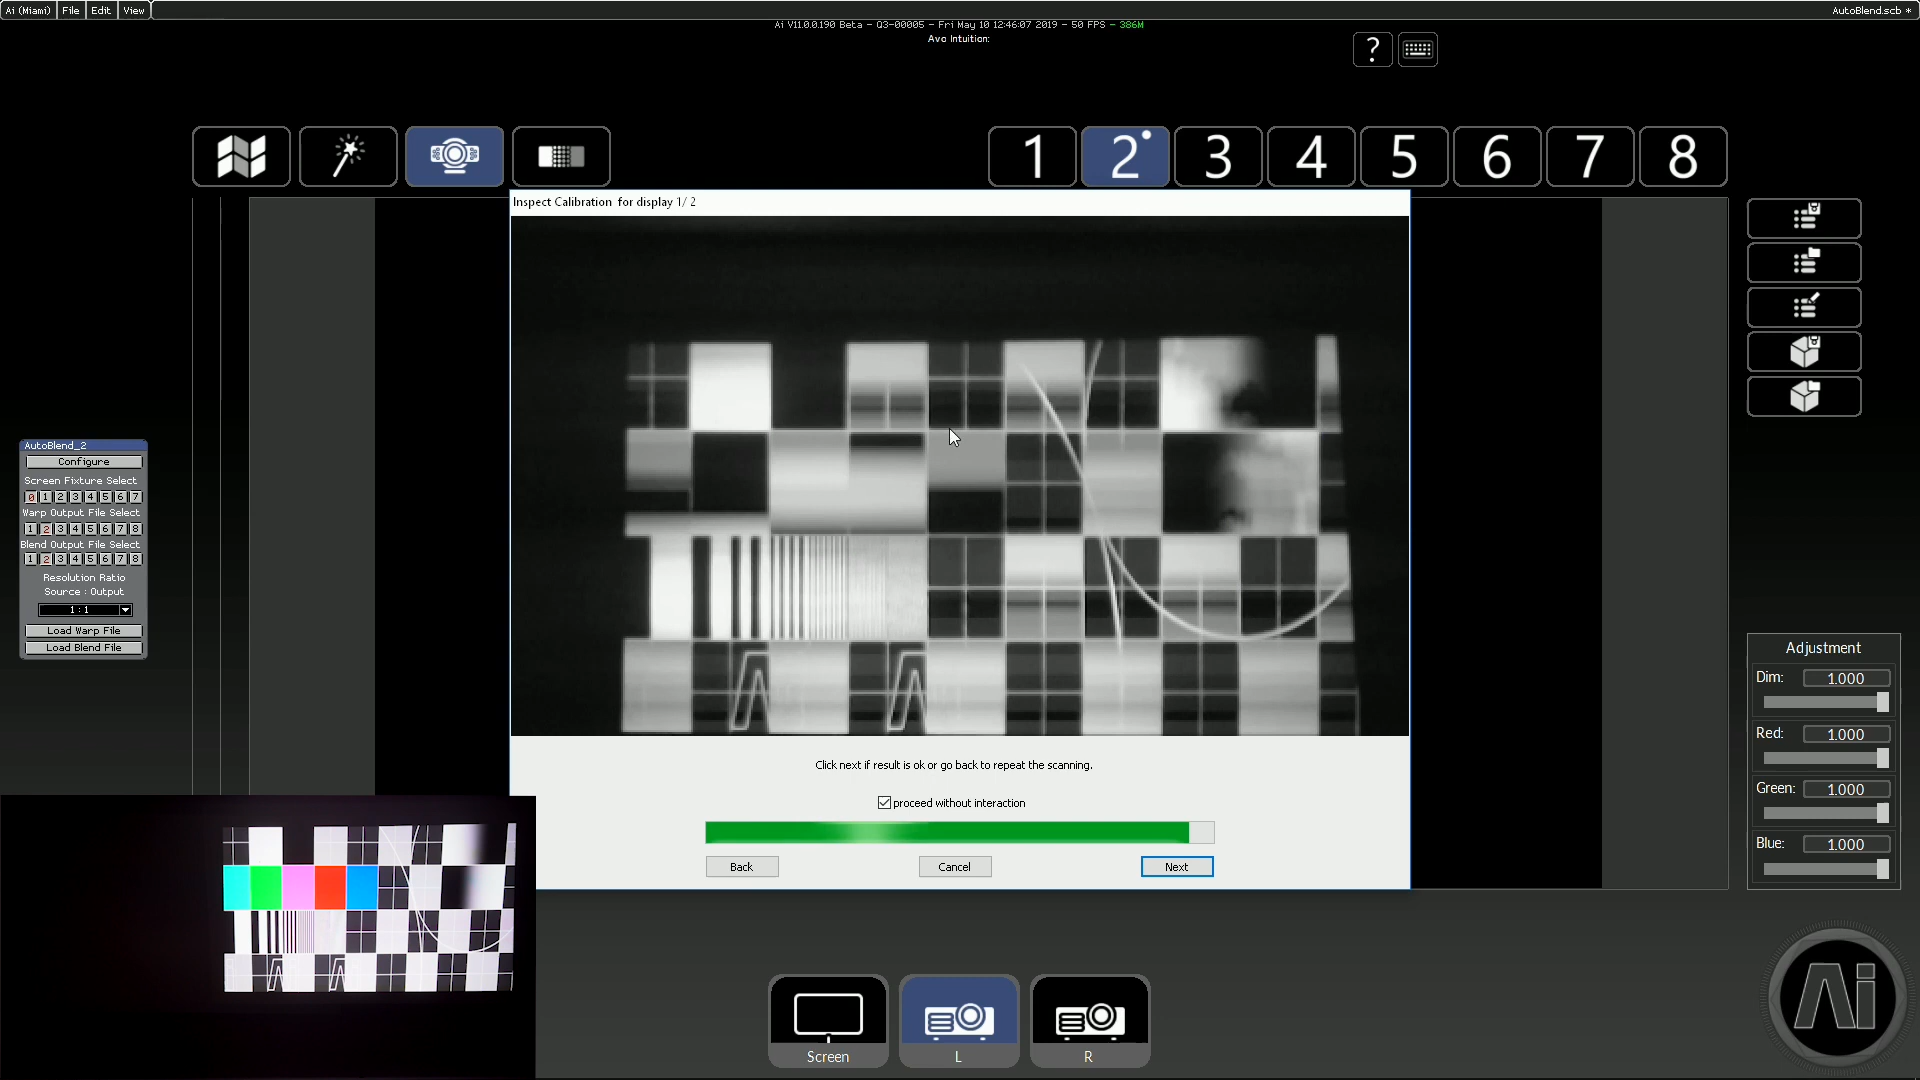 Ai (Miami) File Edit View
AutoBlend.scb *
Ai V11.0.0.190 Beta - Q3-00005 - Fri May 10 12:46:07 2019 - 50 FPS - 386M
Avo Intuition:
?
1 2 3 4 5 6 7 8
Inspect Calibration for display 1/ 2
AutoBlend_2
Configure
Screen Fixture Select
0 1 2 3 4 5 6 7
Warp Output File Select
1 2 3 4 5 6 7 8
Blend Output File Select
1 2 3 4 5 6 7 8
Resolution Ratio
Source : Output
1 : 1
Load Warp File
Load Blend File
Click next if result is ok or go back to repeat the scanning.
proceed without interaction
Back Cancel Next
Adjustment
Dim: 1.000
Red: 1.000
Green: 1.000
Blue: 1.000
Screen L R
Ai